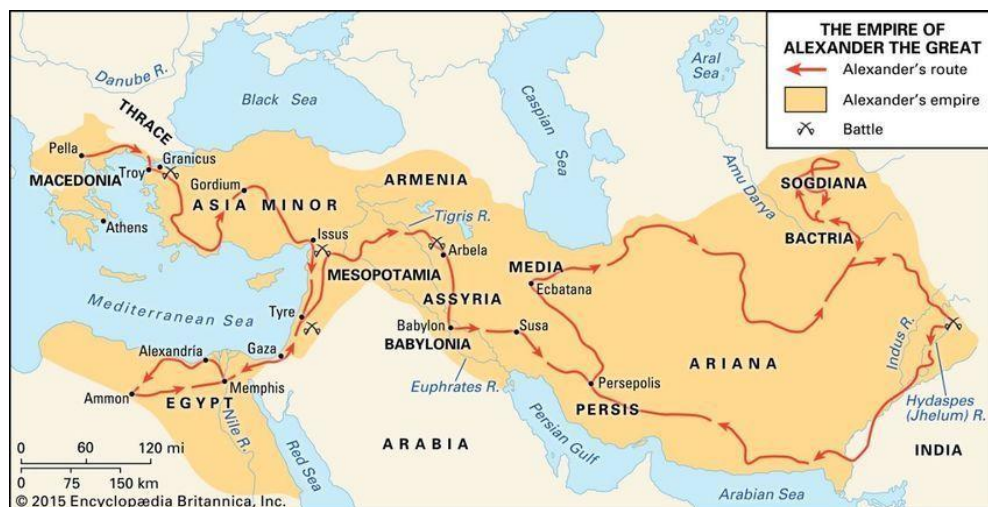 THE EMPIRE OF
ALEXANDER THE GREAT
Alexander's route
Alexander's empire
Battle
Danube R.
Black Sea
Caspian
Sea
Aral
Sea
THRACE
Pella
Granicus
Troy
MACEDONIA
Gordium
ASIA MINOR
ARMENIA
Amu Darya
SOGDIANA
BACTRIA
Athens
Tigris R.
Issus
Arbela
MESOPOTAMIA
MEDIA
Ecbatana
Mediterranean Sea
Tyre
ASSYRIA
Babylon
BABYLONIA
Susa
ARIANA
Indus R.
Alexandria
Gaza
Euphrates R.
Persepolis
PERSIS
Hydaspes
(Jhelum) R.
Ammon
Memphis
EGYPT
Nile R.
Red Sea
ARABIA
Persian Gulf
INDIA
Arabian Sea
0 60 120 mi
0 75 150 km
© 2015 Encyclopædia Britannica, Inc.